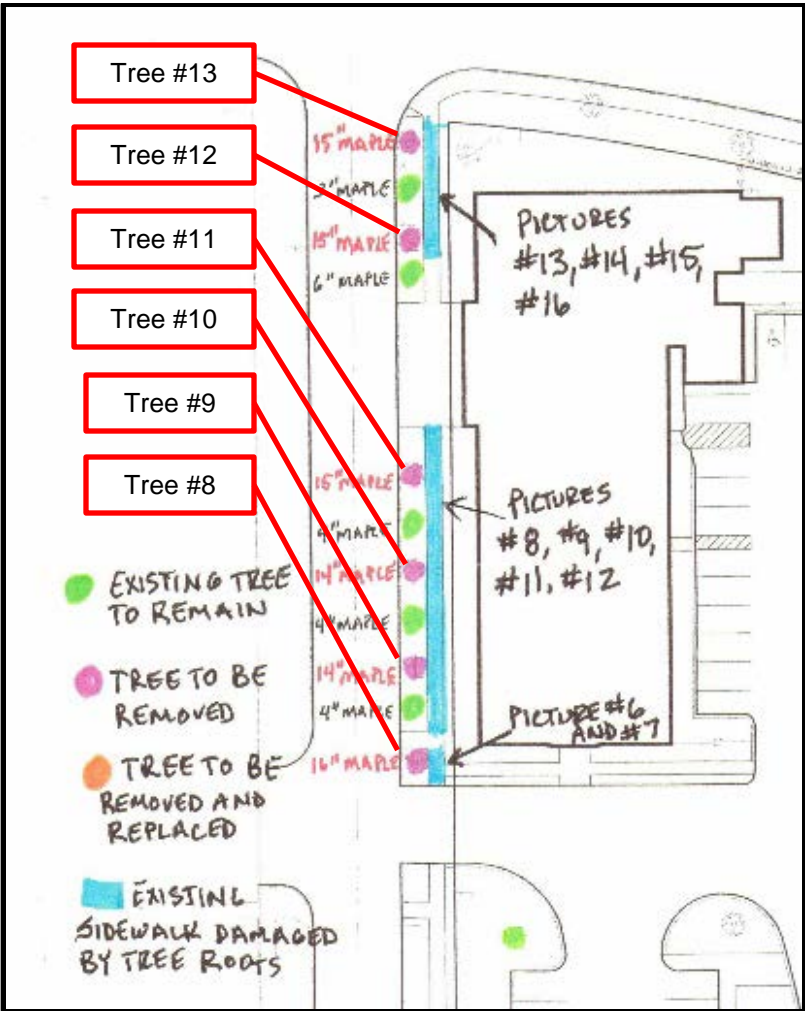 Tree #13
Tree #12
Tree #11
Tree #10
Tree #9
Tree #8
15" MAPLE
3" MAPLE
15" MAPLE
6" MAPLE
15" MAPLE
4" MAPLE
14" MAPLE
4" MAPLE
14" MAPLE
4" MAPLE
16" MAPLE
PICTURES
#13, #14, #15,
#16
PICTURES
#8, #9, #10,
#11, #12
PICTURE #6
AND #7
EXISTING TREE
TO REMAIN
TREE TO BE
REMOVED
TREE TO BE
REMOVED AND
REPLACED
EXISTING
SIDEWALK DAMAGED
BY TREE ROOTS